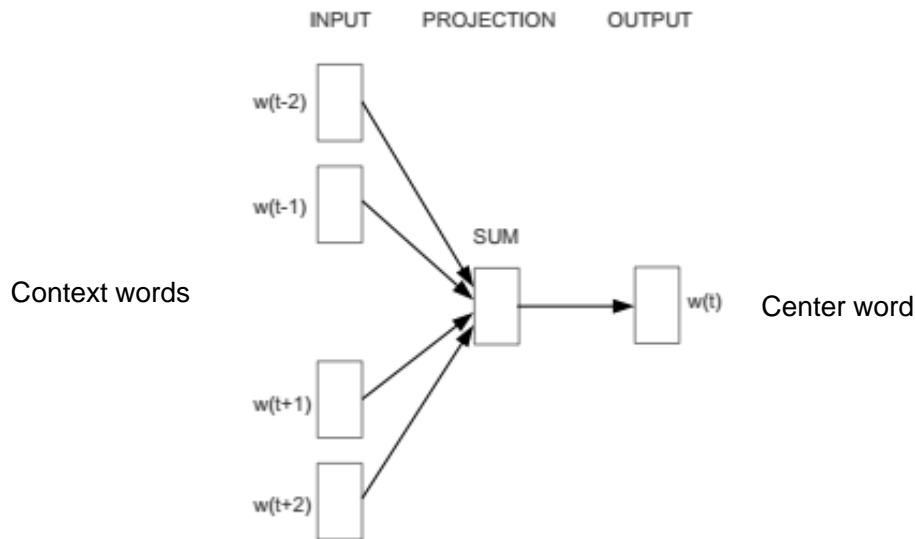 INPUT PROJECTION OUTPUT
w(t-2)
w(t-1)
SUM
Context words
w(t) Center word
w(t+1)
w(t+2)